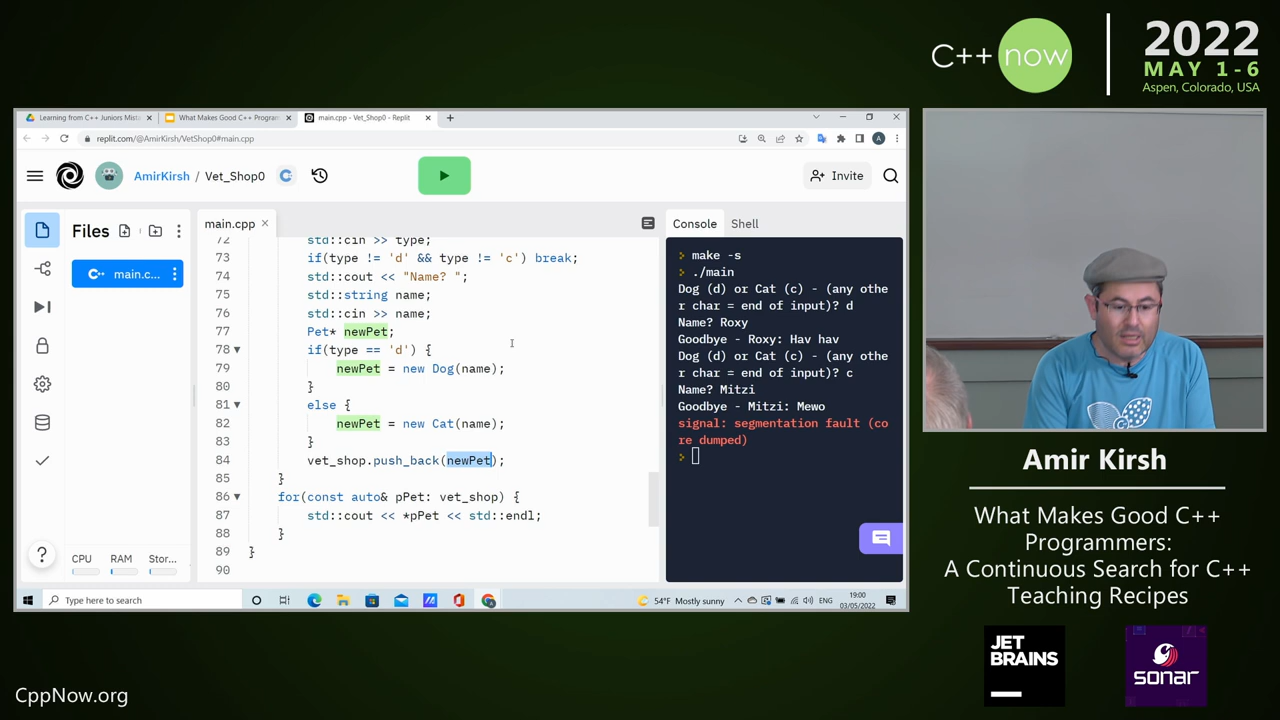 C++ now
2022
MAY 1-6
Aspen, Colorado, USA
Learning from C++ Juniors Mist
What Makes Good C++ Program
main.cpp - Vet_Shop0 - Replit
replit.com/@AmirKirsh/VetShop0#main.cpp
AmirKirsh / Vet_Shop0
Invite
Files
main.c...
CPU RAM Stor...
main.cpp
72 std::cin >> type;
73 if(type != 'd' && type != 'c') break;
74 std::cout << "Name? ";
75 std::string name;
76 std::cin >> name;
77 Pet* newPet;
78 if(type == 'd') {
79 newPet = new Dog(name);
80 }
81 else {
82 newPet = new Cat(name);
83 }
84 vet_shop.push_back(newPet);
85 }
86 for(const auto& pPet: vet_shop) {
87 std::cout << *pPet << std::endl;
88 }
89 }
90
Console Shell
> make -s
> ./main
Dog (d) or Cat (c) - (any othe
r char = end of input)? d
Name? Roxy
Goodbye - Roxy: Hav hav
Dog (d) or Cat (c) - (any othe
r char = end of input)? c
Name? Mitzi
Goodbye - Mitzi: Mewo
signal: segmentation fault (co
re dumped)
>
Type here to search
54°F Mostly sunny
ENG
19:00
03/05/2022
Amir Kirsh
What Makes Good C++
Programmers:
A Continuous Search for C++
Teaching Recipes
JET
BRAINS
sonar
CppNow.org